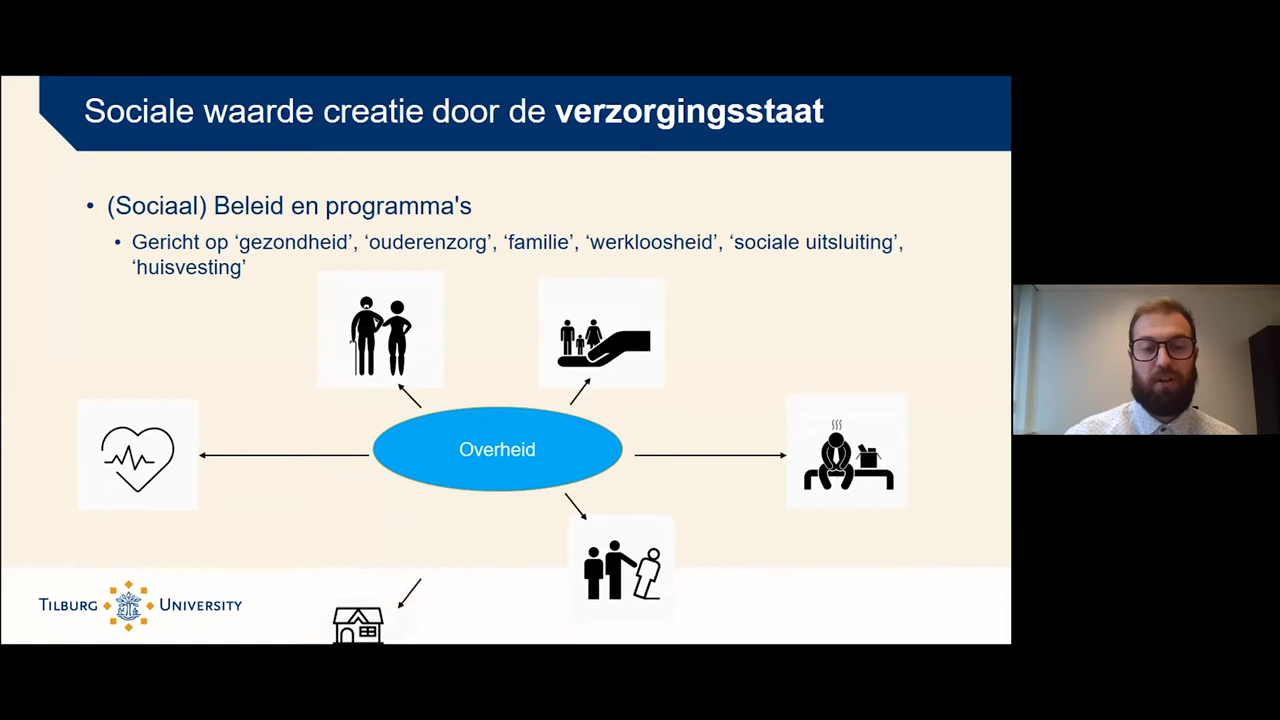 Sociale waarde creatie door de verzorgingsstaat
• (Sociaal) Beleid en programma's
• Gericht op ‘gezondheid’, ‘ouderenzorg’, ‘familie’, ‘werkloosheid’, ‘sociale uitsluiting’,
‘huisvesting’
Overheid
TILBURG UNIVERSITY